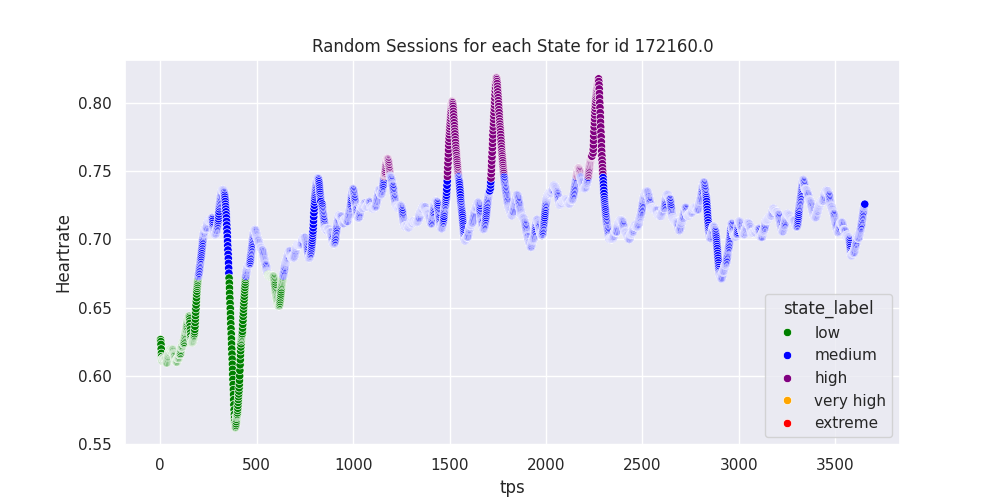 Random Sessions for each State for id 172160.0
Heartrate
0.80
0.75
0.70
0.65
0.60
0.55
0
500
1000
1500
2000
2500
3000
3500
tps
state_label
low
medium
high
very high
extreme